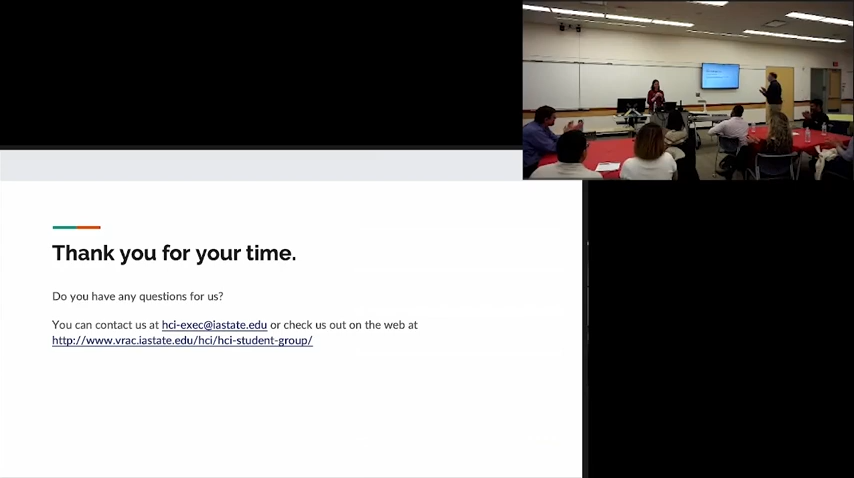 Thank you for your time.
Do you have any questions for us?
You can contact us at hci-exec@iastate.edu or check us out on the web at
http://www.vrac.iastate.edu/hci/hci-student-group/